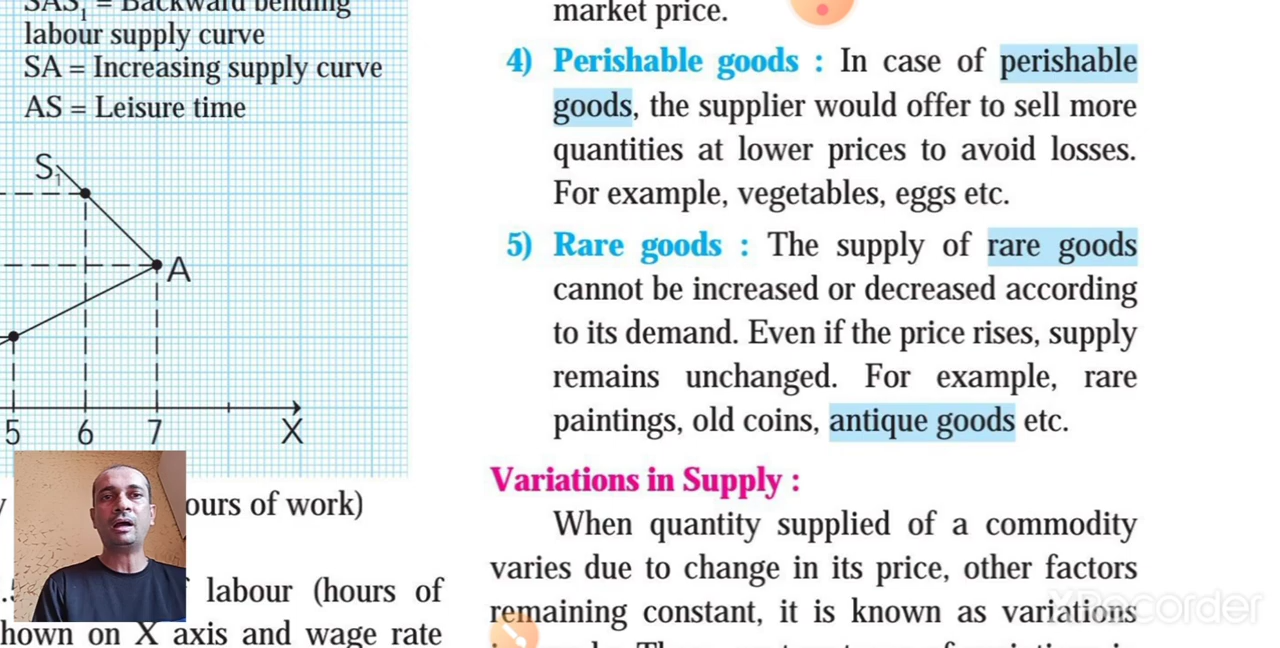 SAS1 = Backward bending
labour supply curve
SA = Increasing supply curve
AS = Leisure time
S1
A
5 6 7 X
ours of work)
labour (hours of
hown on X axis and wage rate
market price.
4) Perishable goods : In case of perishable
goods, the supplier would offer to sell more
quantities at lower prices to avoid losses.
For example, vegetables, eggs etc.
5) Rare goods : The supply of rare goods
cannot be increased or decreased according
to its demand. Even if the price rises, supply
remains unchanged. For example, rare
paintings, old coins, antique goods etc.
Variations in Supply :
When quantity supplied of a commodity
varies due to change in its price, other factors
remaining constant, it is known as variations
XRecorder